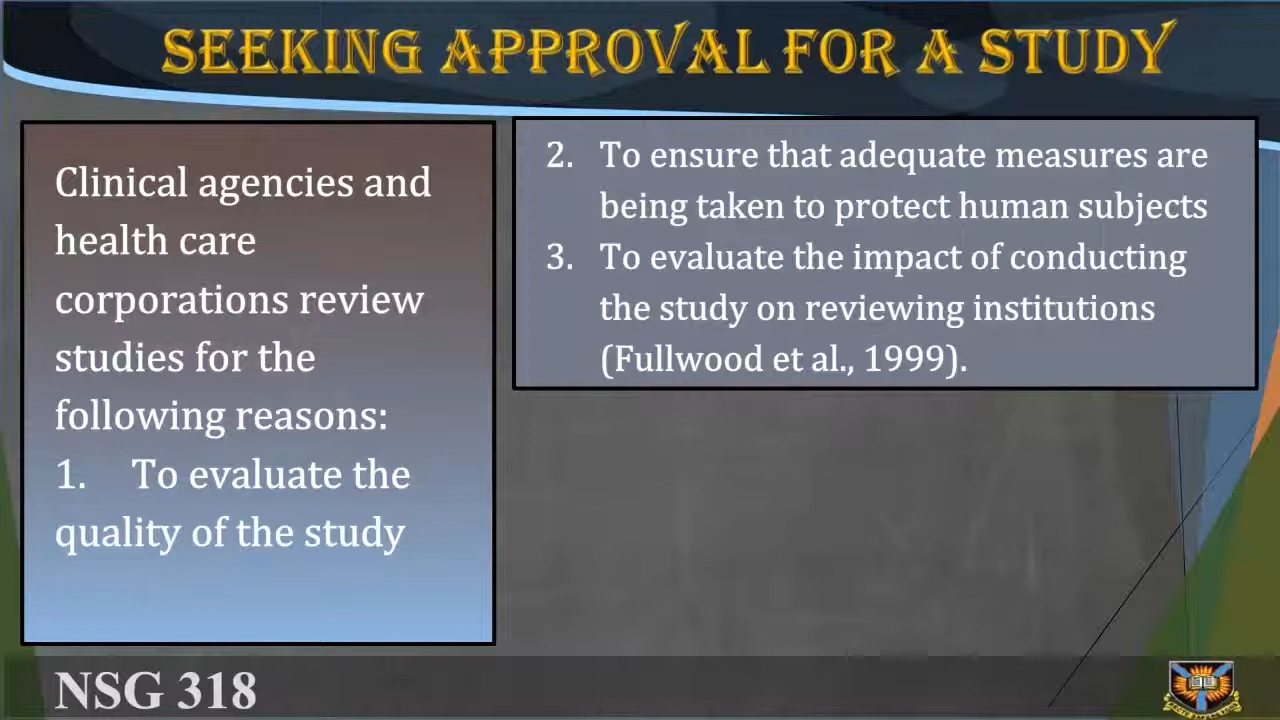 SEEKING APPROVAL FOR A STUDY
Clinical agencies and
health care
corporations review
studies for the
following reasons:
1. To evaluate the
quality of the study
2. To ensure that adequate measures are
being taken to protect human subjects
3. To evaluate the impact of conducting
the study on reviewing institutions
(Fullwood et al., 1999).
NSG 318